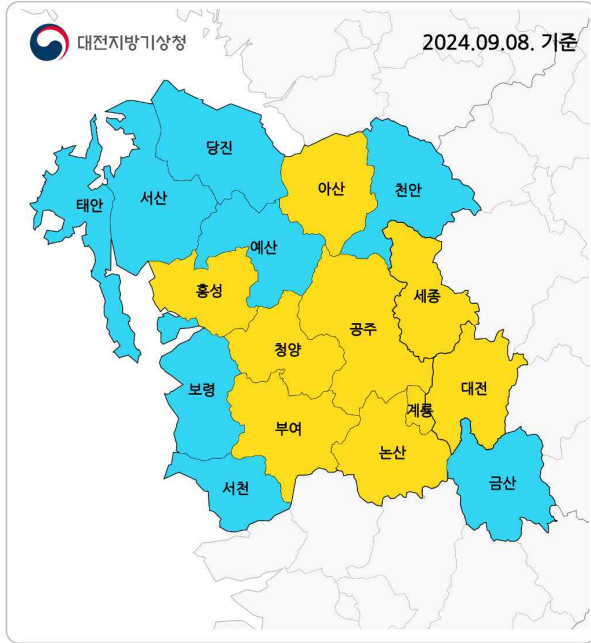 대전지방기상청
2024.09.08. 기준
당진
아산
천안
태안
서산
예산
홍성
세종
청양
공주
보령
대전
계룡
부여
논산
서천
금산